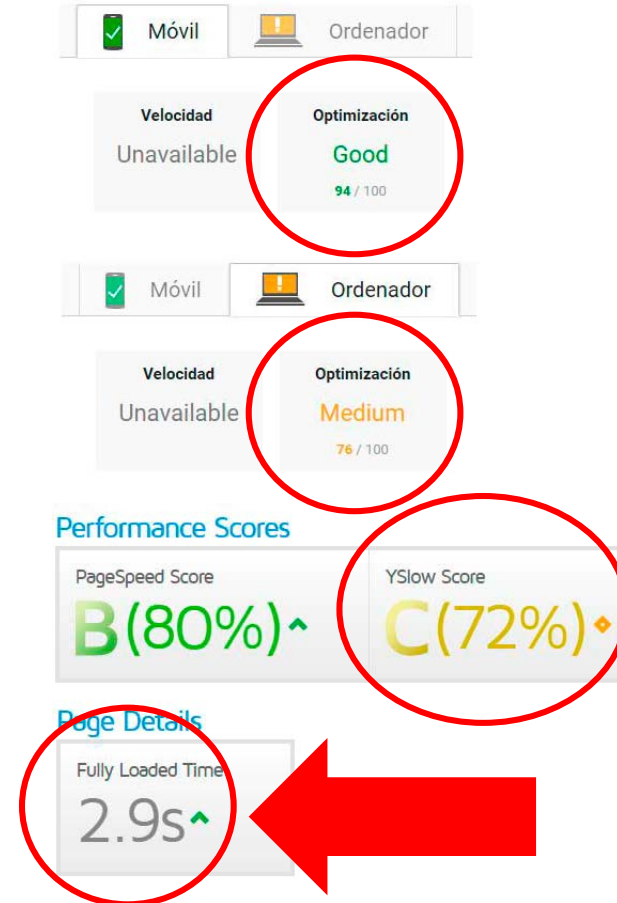 Móvil Ordenador
Velocidad Optimización
Unavailable Good
94 / 100
Móvil Ordenador
Velocidad Optimización
Unavailable Medium
76 / 100
Performance Scores
PageSpeed Score YSlow Score
B(80%) C(72%)
Page Details
Fully Loaded Time
2.9s